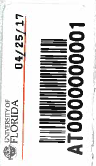 UNIVERSITY OF
FLORIDA
04/25/17
AT0000000001